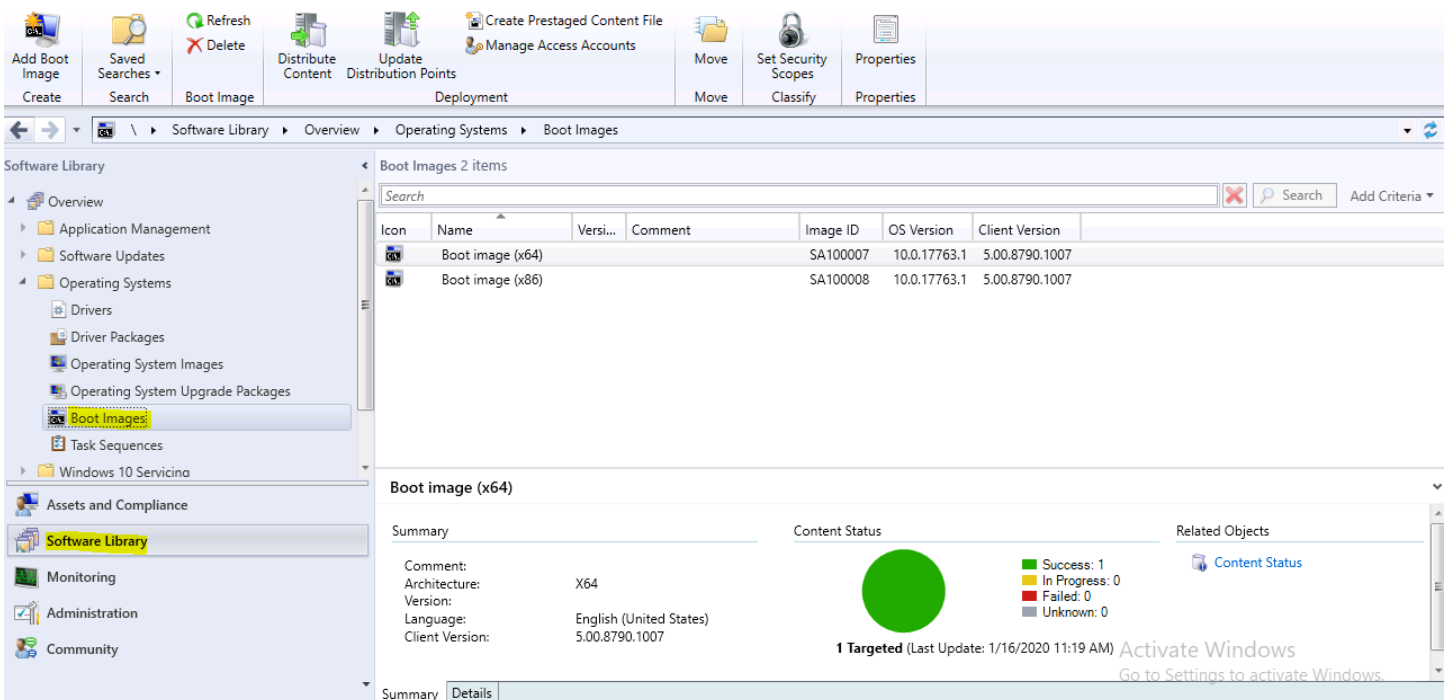 Add Boot Image
Saved Searches
Refresh
Delete
Distribute Content
Update Distribution Points
Create Prestaged Content File
Manage Access Accounts
Move
Set Security Scopes
Properties
Create
Search
Boot Image
Deployment
Move
Classify
Properties
\ Software Library Overview Operating Systems Boot Images
Software Library
Overview
Application Management
Software Updates
Operating Systems
Drivers
Driver Packages
Operating System Images
Operating System Upgrade Packages
Boot Images
Task Sequences
Windows 10 Servicing
Assets and Compliance
Software Library
Monitoring
Administration
Community
Boot Images 2 items
Search
Search
Add Criteria
Icon Name Versi... Comment Image ID OS Version Client Version
Boot image (x64) SA100007 10.0.17763.1 5.00.8790.1007
Boot image (x86) SA100008 10.0.17763.1 5.00.8790.1007
Boot image (x64)
Summary
Comment:
Architecture: X64
Version:
Language: English (United States)
Client Version: 5.00.8790.1007
Content Status
Success: 1
In Progress: 0
Failed: 0
Unknown: 0
1 Targeted (Last Update: 1/16/2020 11:19 AM)
Related Objects
Content Status
Activate Windows
Go to Settings to activate Windows.
Summary Details